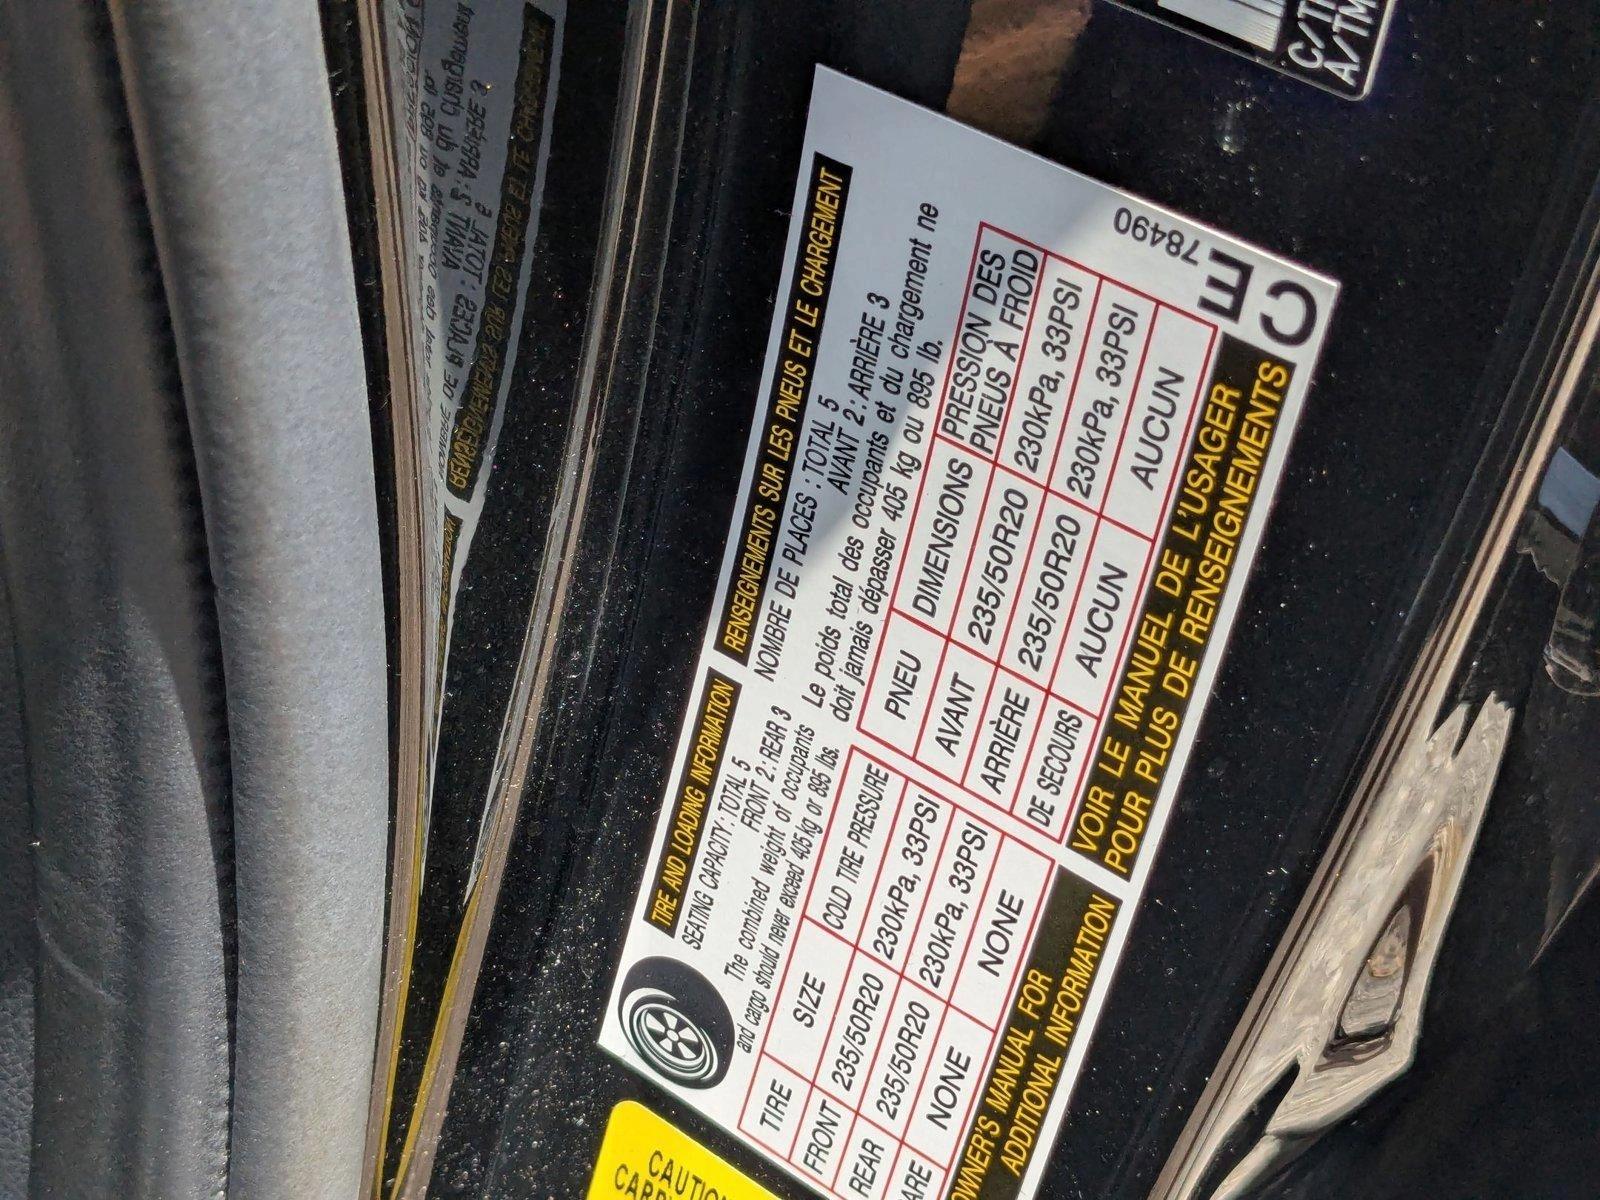 TIRE AND LOADING INFORMATION
SEATING CAPACITY : TOTAL 5
FRONT 2 : REAR 3
The combined weight of occupants
and cargo should never exceed 405 kg or 895 lbs.
TIRE SIZE COLD TIRE PRESSURE
FRONT 235/50R20 230kPa, 33PSI
REAR 235/50R20 230kPa, 33PSI
ARE NONE NONE
OWNER'S MANUAL FOR
ADDITIONAL INFORMATION
RENSEIGNEMENTS SUR LES PNEUS ET LE CHARGEMENT
NOMBRE DE PLACES : TOTAL 5
AVANT 2 : ARRIÈRE 3
Le poids total des occupants et du chargement ne
doit jamais dépasser 405 kg ou 895 lb.
PNEU DIMENSIONS PRESSION DES
PNEUS À FROID
AVANT 235/50R20 230kPa, 33PSI
ARRIÈRE 235/50R20 230kPa, 33PSI
DE SECOURS AUCUN AUCUN
VOIR LE MANUEL DE L'USAGER
POUR PLUS DE RENSEIGNEMENTS
78490
E
C
C/TR
A/TM
CAUTION